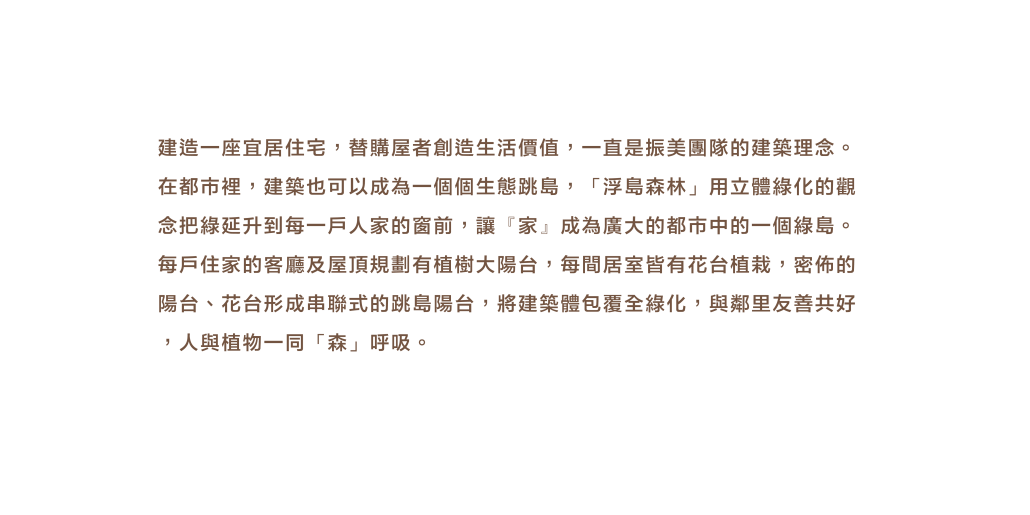 建造一座宜居住宅，替購屋者創造生活價值，一直是振美團隊的建築理念。
在都市裡，建築也可以成為一個個生態跳島，「浮島森林」用立體綠化的觀
念把綠延升到每一戶人家的窗前，讓『家』成為廣大的都市中的一個綠島。
每戶住家的客廳及屋頂規劃有植樹大陽台，每間居室皆有花台植栽，密佈的
陽台、花台形成串聯式的跳島陽台，將建築體包覆全綠化，與鄰里友善共好
，人與植物一同「森」呼吸。